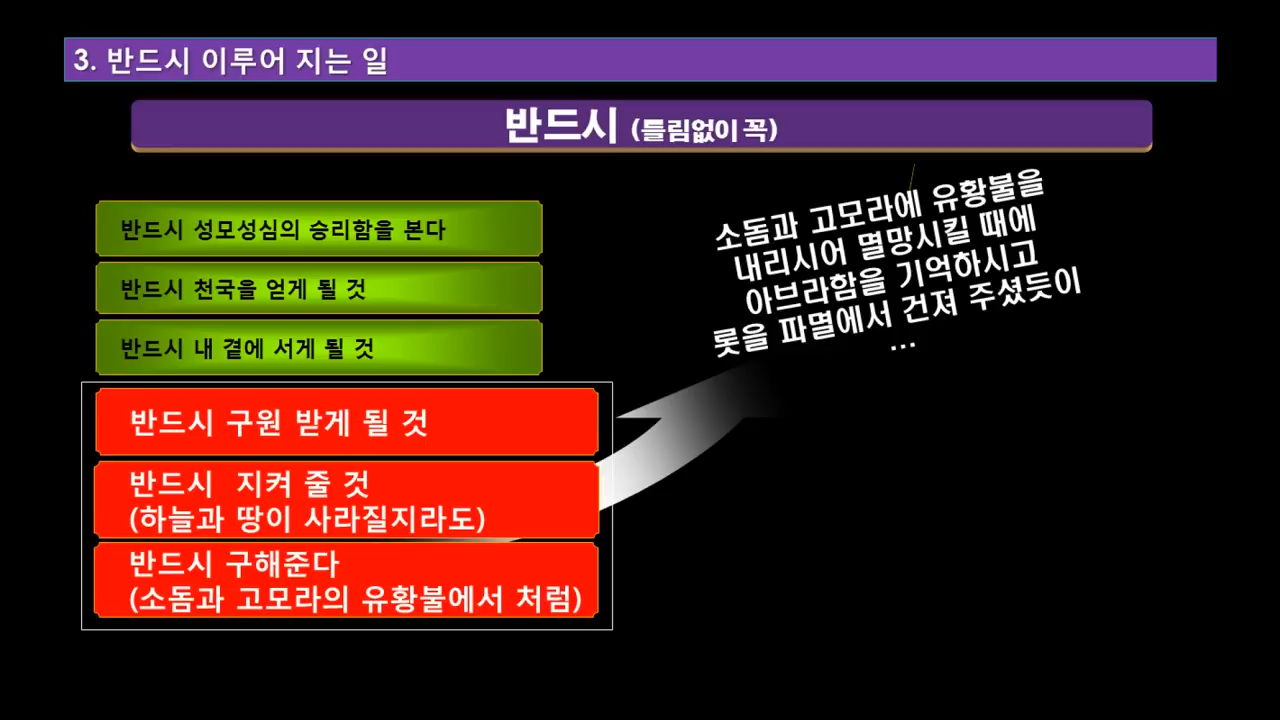 3. 반드시 이루어 지는 일
반드시 (틀림없이 꼭)
반드시 성모성심의 승리함을 본다
반드시 천국을 얻게 될 것
반드시 내 곁에 서게 될 것
반드시 구원 받게 될 것
반드시 지켜 줄 것
(하늘과 땅이 사라질지라도)
반드시 구해준다
(소돔과 고모라의 유황불에서 처럼)
소돔과 고모라에 유황불을
내리시어 멸망시킬 때에
아브라함을 기억하시고
롯을 파멸에서 건져 주셨듯이
...